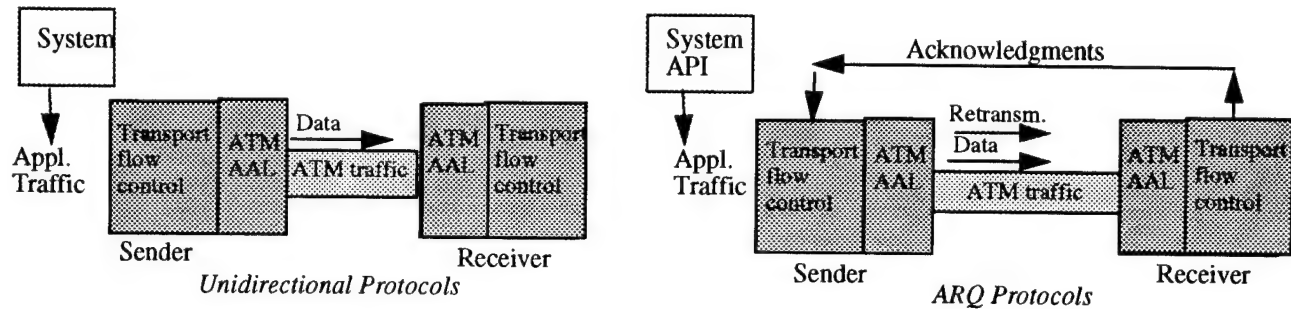 System
Appl.
Traffic
Transport
flow
control
ATM
AAL
Data
ATM traffic
ATM
AAL
Transport
flow
control
Sender
Receiver
Unidirectional Protocols
System
API
Acknowledgments
Appl.
Traffic
Transport
flow
control
ATM
AAL
Retransm.
Data
ATM traffic
ATM
AAL
Transport
flow
control
Sender
Receiver
ARQ Protocols